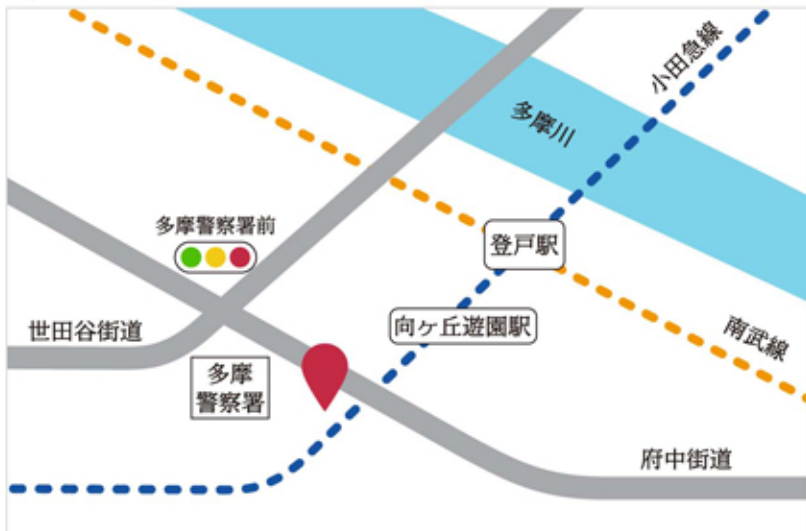 小田急線
多摩川
多摩警察署前
登戸駅
世田谷街道
向ヶ丘遊園駅
南武線
多摩
警察署
府中街道